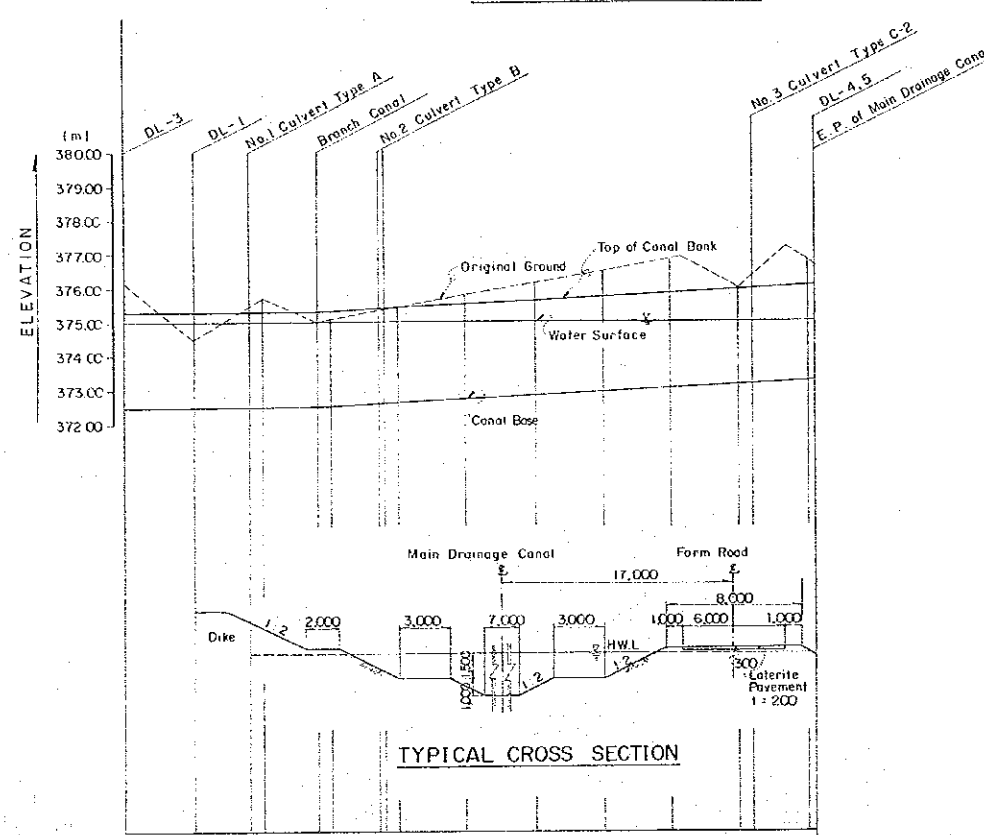 DL-3
DL-1
No.1 Culvert Type A
Branch Canal
No.2 Culvert Type B
No.3 Culvert Type C-2
DL-4,5
E.P. of Main Drainage Cana
(m)
380.00
379.00
378.00
377.00
376.00
375.00
374.00
373.00
372.00
ELEVATION
Original Ground
Top of Canal Bank
Water Surface
Canal Base
Main Drainage Canal
Farm Road
17,000
8,000
1,000 6,000 1,000
Dike
1:2
2,000
3,000
7,000
3,000
H.W.L
1:2
1:2
1,000 1,500
300
Laterite
Pavement
t = 200
TYPICAL CROSS SECTION